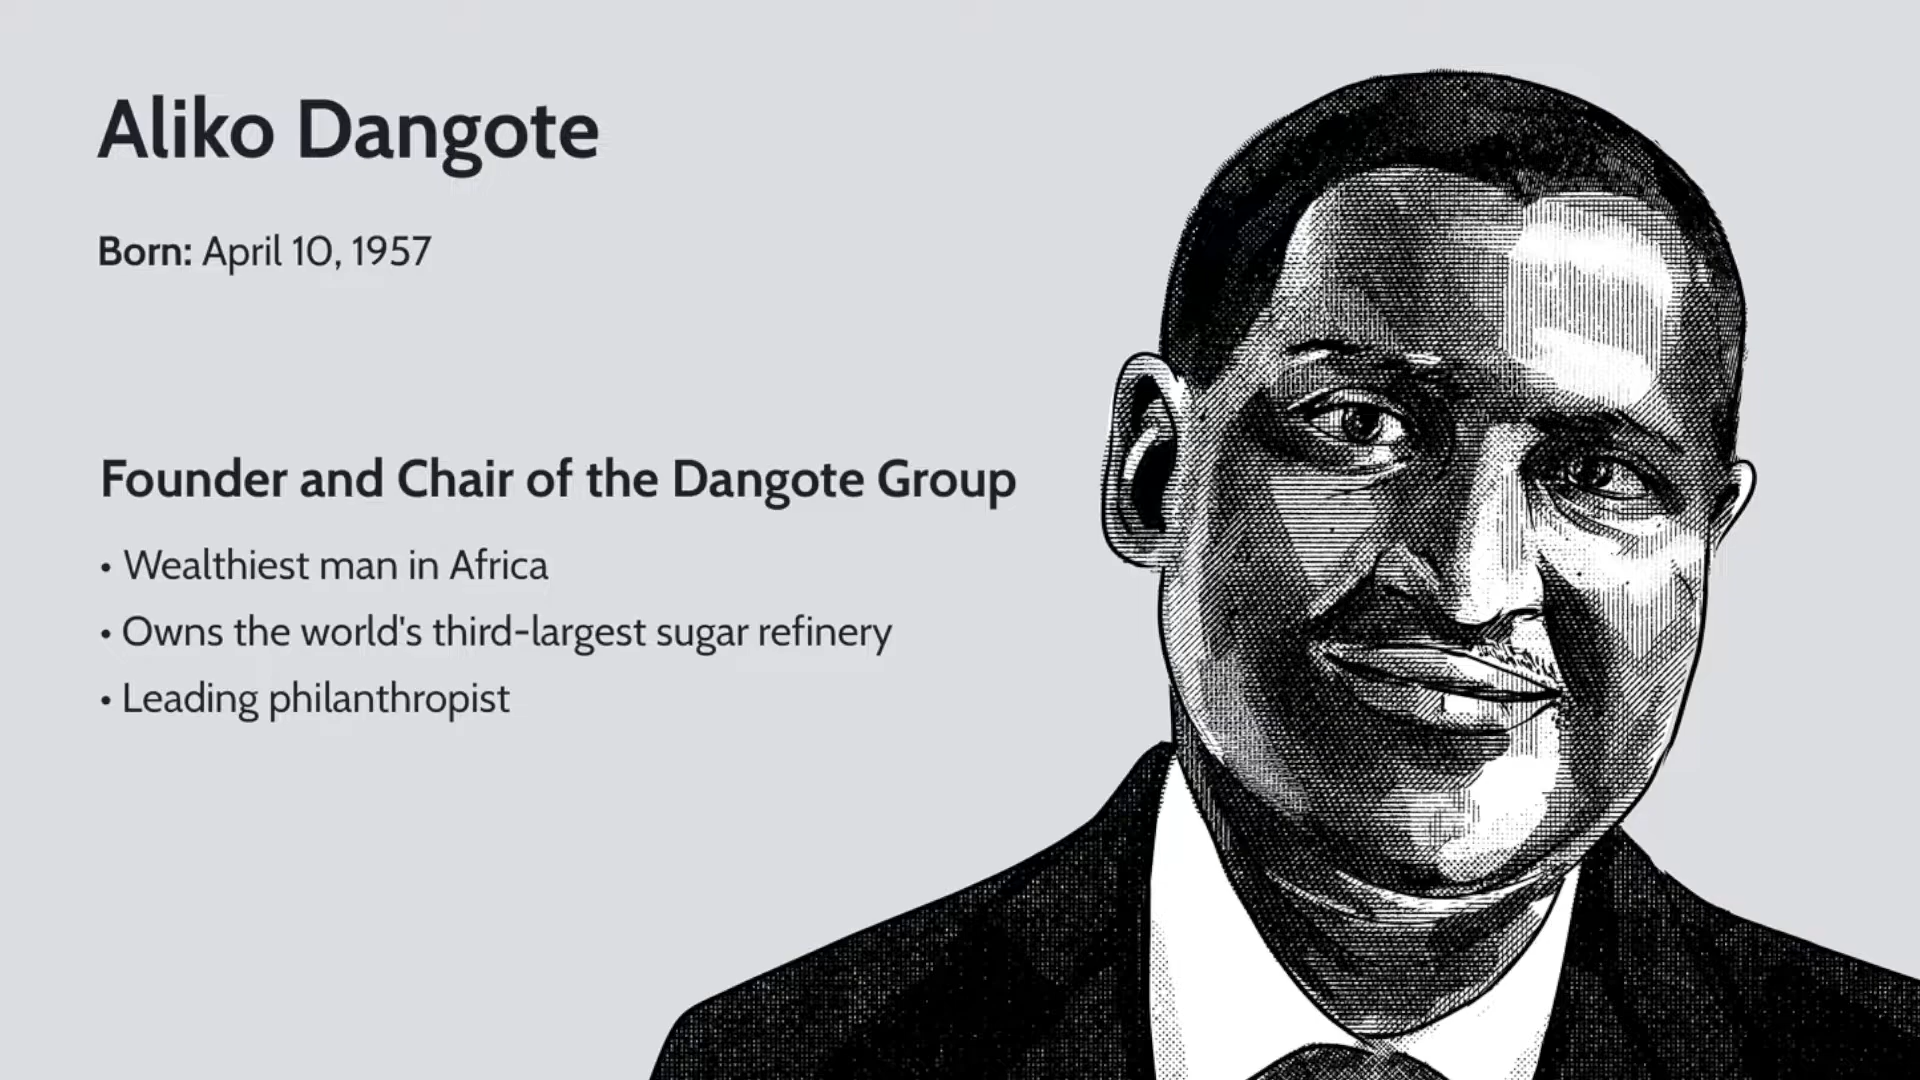 Aliko Dangote
Born: April 10, 1957
Founder and Chair of the Dangote Group
• Wealthiest man in Africa
• Owns the world's third-largest sugar refinery
• Leading philanthropist